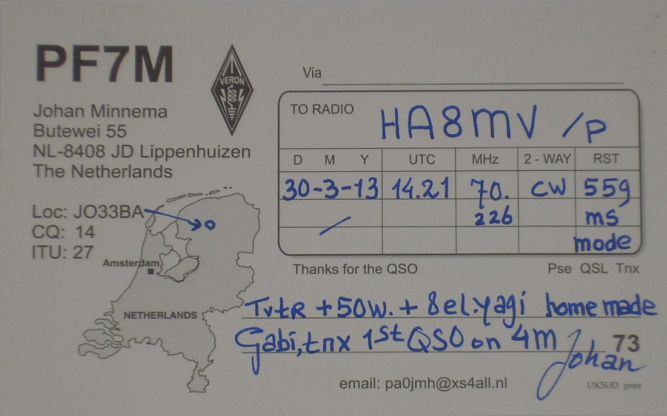 PF7M
VERON
Johan Minnema
Butewei 55
NL-8408 JD Lippenhuizen
The Netherlands
Loc: JO33BA
CQ: 14
ITU: 27
Amsterdam
NETHERLANDS
Via
TO RADIO HA8MV /P
D M Y UTC MHz 2 - WAY RST
30-3-13 14.21 70. CW 559
226 ms
mode
Thanks for the QSO Pse QSL Tnx
TvtR +50W. + 8el.yagi homemade
Gabi, tnx 1st QSO on 4m 73
Johan
email: pa0jmh@xs4all.nl
UX5UO print